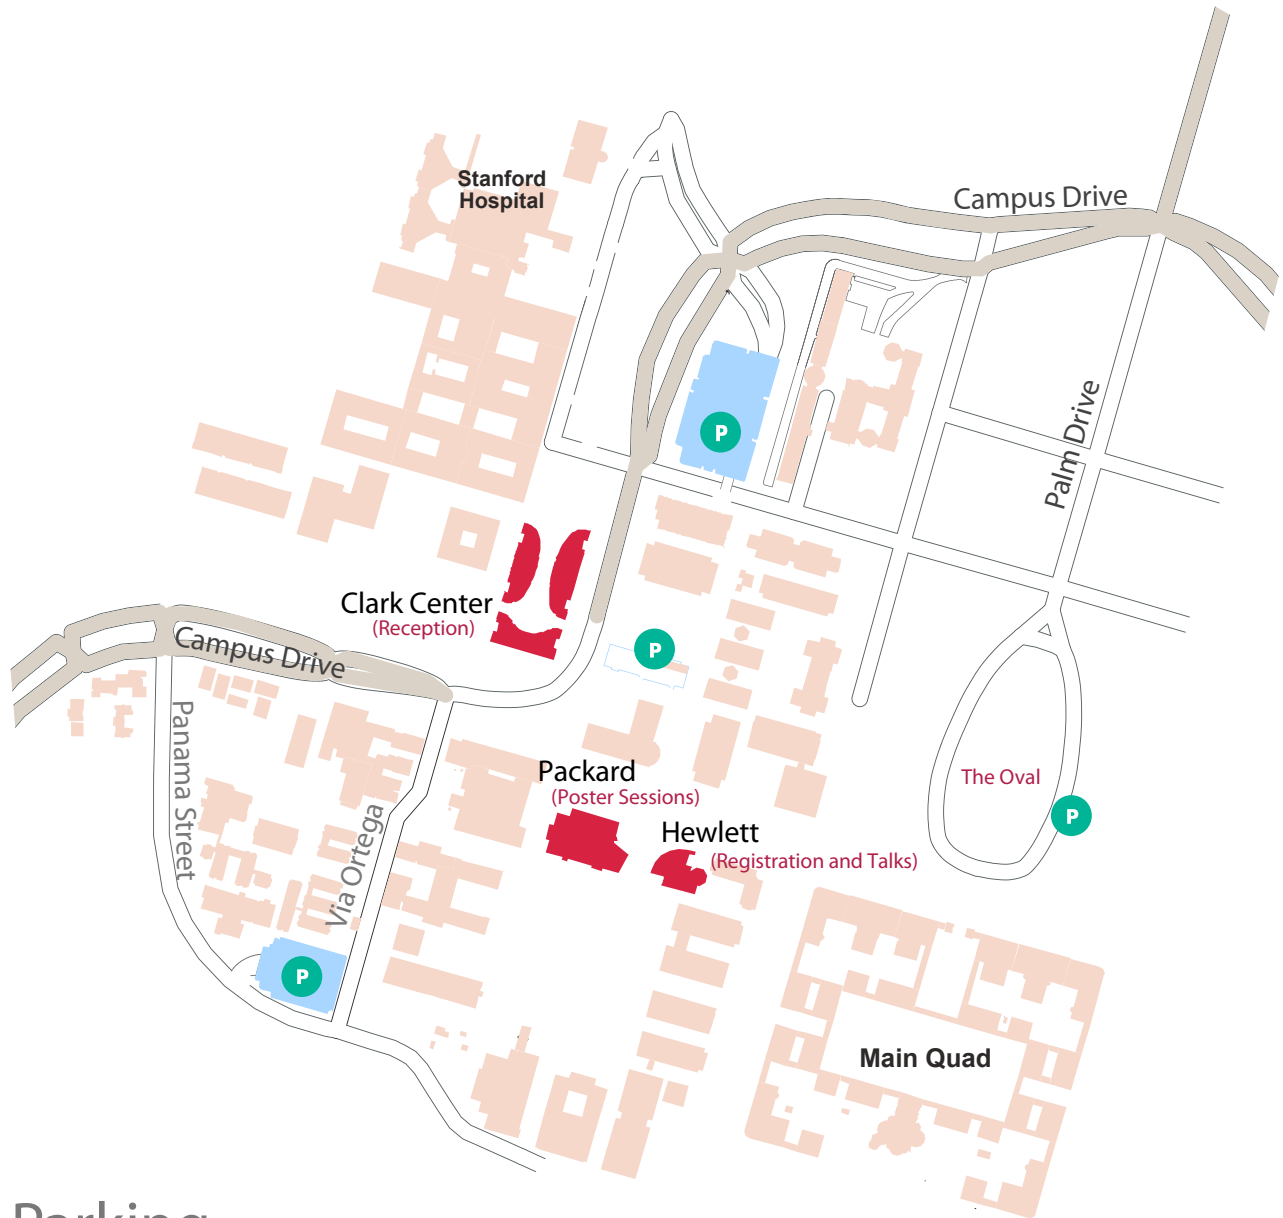 Stanford
Hospital
Campus Drive
P
Palm Drive
Clark Center
(Reception)
Campus Drive
P
Panama Street
Packard
(Poster Sessions)
The Oval
P
Hewlett
(Registration and Talks)
Via Ortega
P
Main Quad
Parking